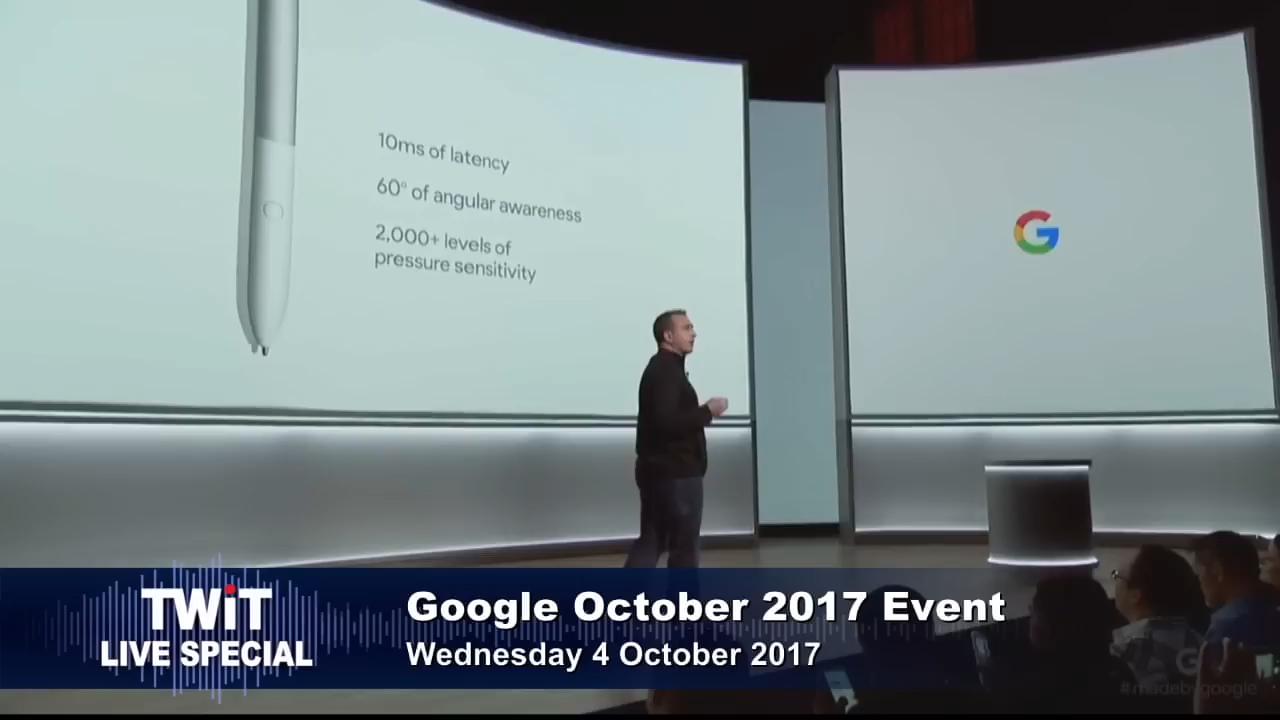 10ms of latency
60° of angular awareness
2,000+ levels of
pressure sensitivity
G
TWiT
LIVE SPECIAL
Google October 2017 Event
Wednesday 4 October 2017
G
#madebygoogle